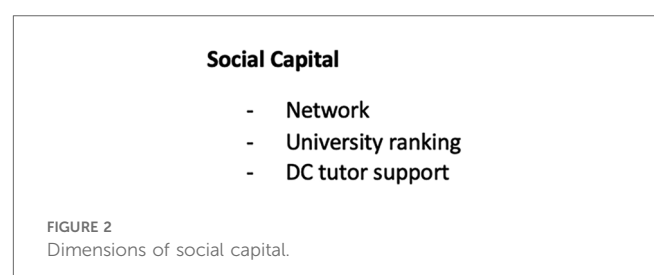 Social Capital
- Network
- University ranking
- DC tutor support
FIGURE 2
Dimensions of social capital.